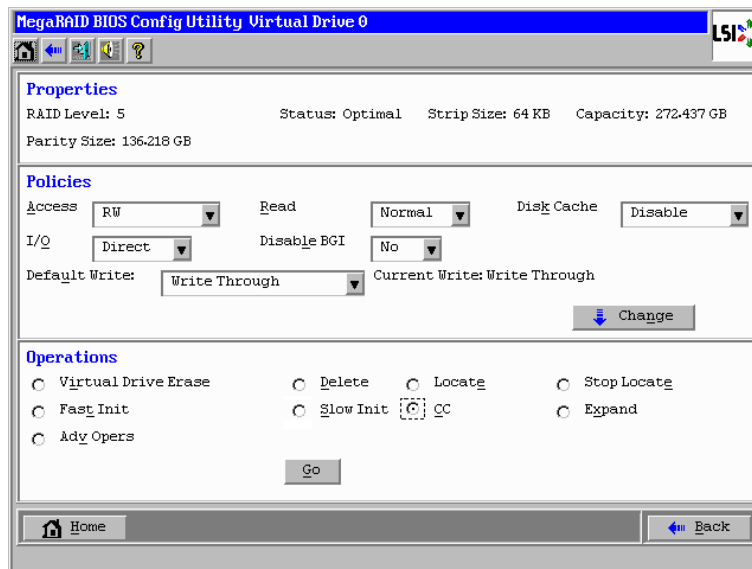 MegaRAID BIOS Config Utility Virtual Drive 0
LSI
Properties
RAID Level: 5 Status: Optimal Strip Size: 64 KB Capacity: 272.437 GB
Parity Size: 136.218 GB
Policies
Access RW Read Normal Disk Cache Disable
I/O Direct Disable BGI No
Default Write: Write Through Current Write: Write Through
Change
Operations
Virtual Drive Erase Delete Locate Stop Locate
Fast Init Slow Init CC Expand
Adv Opers
Go
Home Back